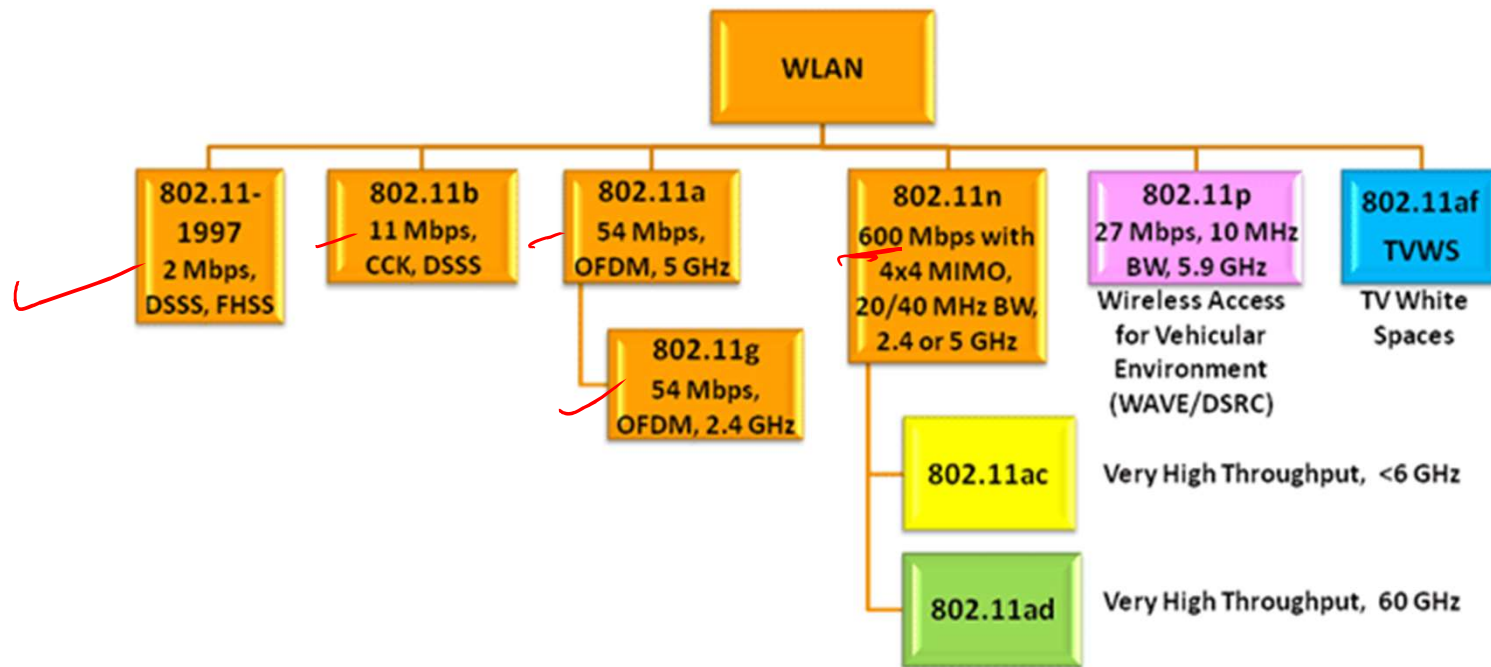 WLAN
802.11-
1997
2 Mbps,
DSSS, FHSS
802.11b
11 Mbps,
CCK, DSSS
802.11a
54 Mbps,
OFDM, 5 GHz
802.11g
54 Mbps,
OFDM, 2.4 GHz
802.11n
600 Mbps with
4x4 MIMO,
20/40 MHz BW,
2.4 or 5 GHz
802.11ac
Very High Throughput, <6 GHz
802.11ad
Very High Throughput, 60 GHz
802.11p
27 Mbps, 10 MHz
BW, 5.9 GHz
Wireless Access
for Vehicular
Environment
(WAVE/DSRC)
802.11af
TVWS
TV White
Spaces